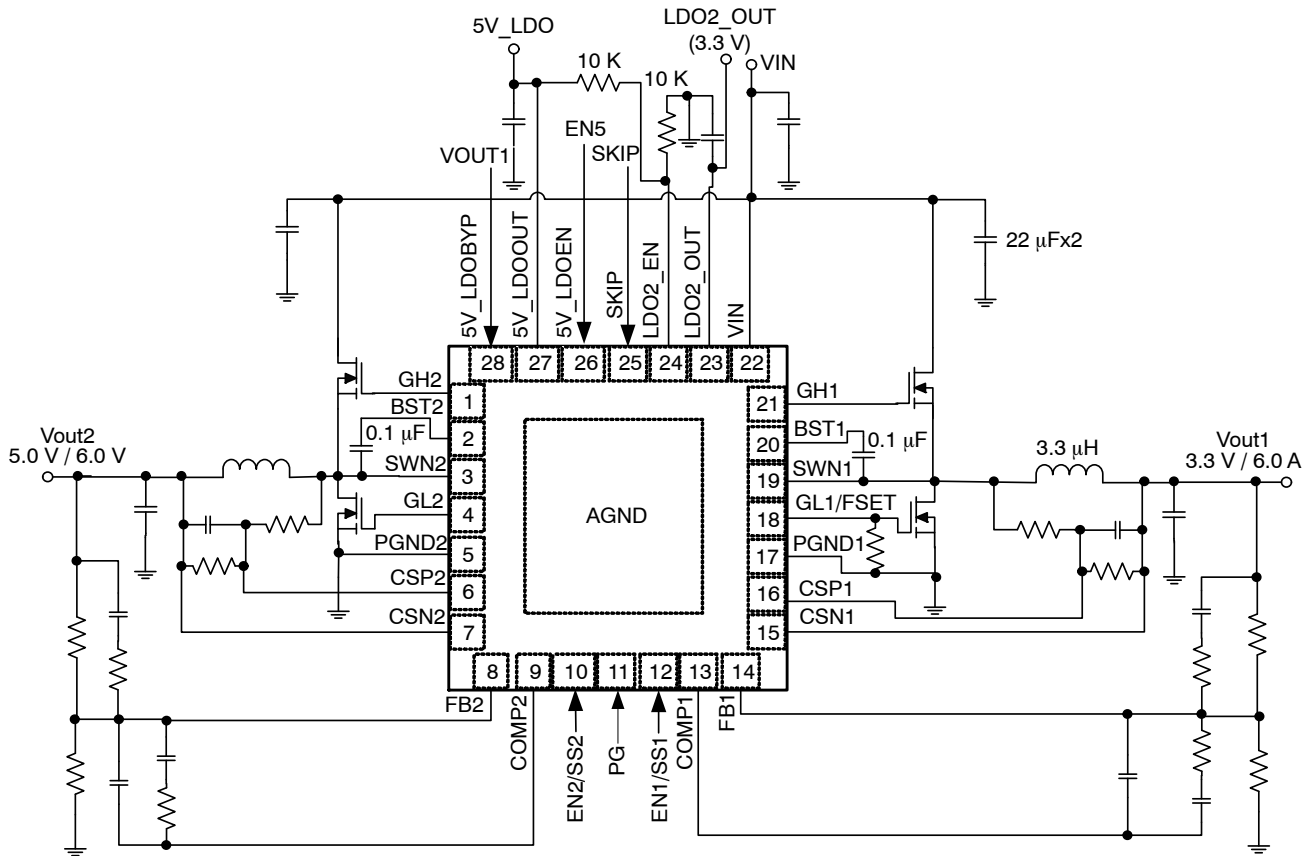 5V_LDO
LDO2_OUT
(3.3 V)
VIN
10 K
10 K
EN5
SKIP
VOUT1
22 µFx2
5V_LDOBYP
5V_LDOOUT
5V_LDOEN
SKIP
LDO2_EN
LDO2_OUT
VIN
28
27
26
25
24
23
22
GH2
1
BST2
2
0.1 µF
SWN2
3
GL2
4
PGND2
5
CSP2
6
CSN2
7
Vout2
5.0 V / 6.0 V
AGND
21
GH1
20
BST1
0.1 µF
19
SWN1
18
GL1/FSET
17
PGND1
16
CSP1
15
CSN1
3.3 µH
Vout1
3.3 V / 6.0 A
8
9
10
11
12
13
14
FB2
COMP2
EN2/SS2
PG
EN1/SS1
COMP1
FB1